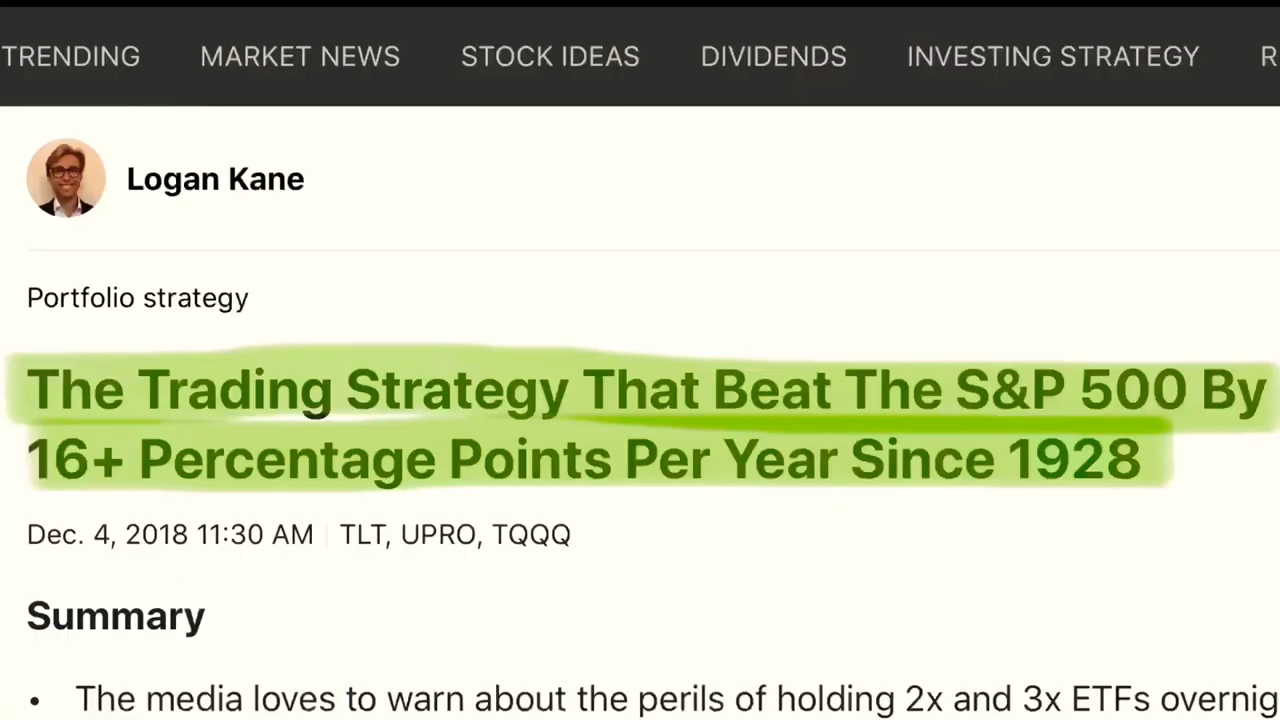 TRENDING MARKET NEWS STOCK IDEAS DIVIDENDS INVESTING STRATEGY
Logan Kane
Portfolio strategy
The Trading Strategy That Beat The S&P 500 By
16+ Percentage Points Per Year Since 1928
Dec. 4, 2018 11:30 AM TLT, UPRO, TQQQ
Summary
• The media loves to warn about the perils of holding 2x and 3x ETFs